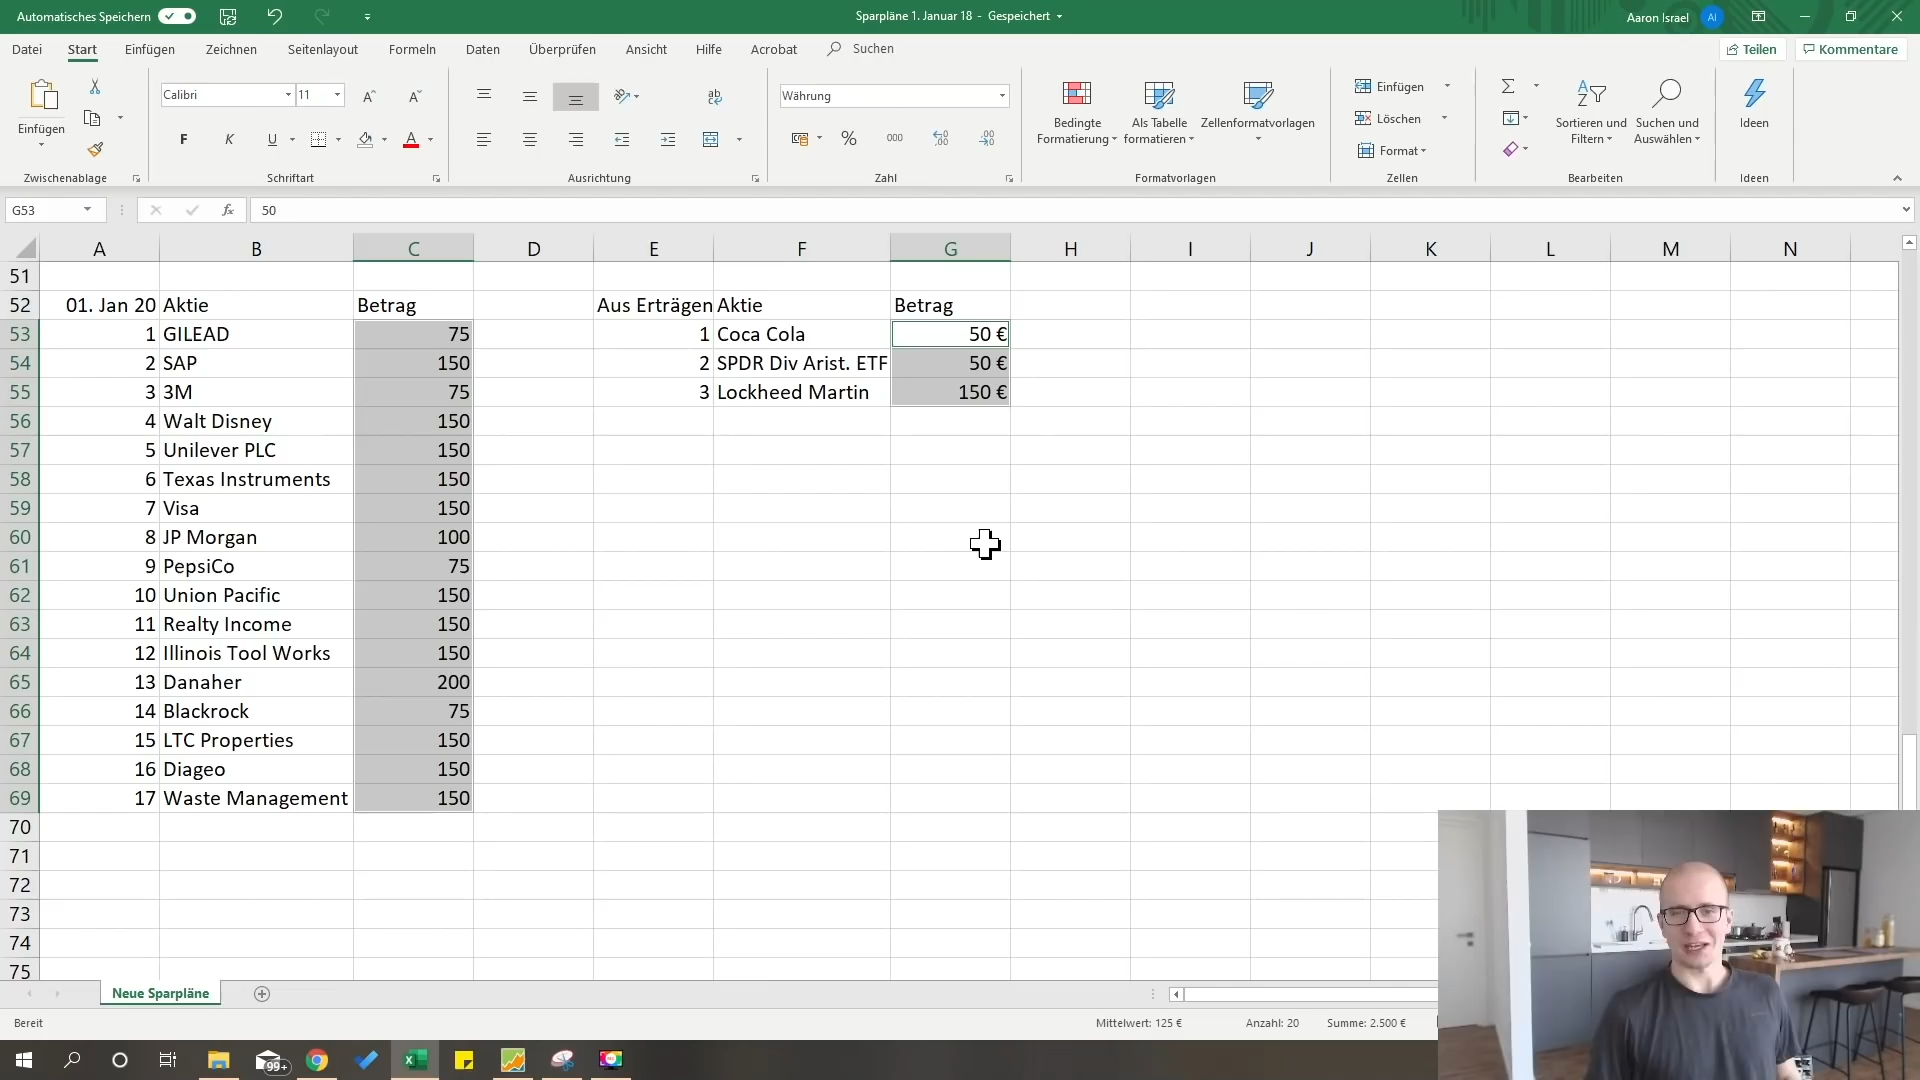 Automatisches Speichern
Sparpläne 1. Januar 18 - Gespeichert
Aaron Israel AI
Datei Start Einfügen Zeichnen Seitenlayout Formeln Daten Überprüfen Ansicht Hilfe Acrobat Suchen Teilen Kommentare
Einfügen
Calibri 11
F K U A
ab
Währung
% 000
Bedingte Formatierung
Als Tabelle formatieren
Zellenformatvorlagen
Einfügen
Löschen
Format
Sortieren und Filtern
Suchen und Auswählen
Ideen
Zwischenablage Schriftart Ausrichtung Zahl Formatvorlagen Zellen Bearbeiten Ideen
G53 fx 50
A B C D E F G H I J K L M N
51
52 01. Jan 20 Aktie Betrag Aus Erträgen Aktie Betrag
53 1 GILEAD 75 1 Coca Cola 50 €
54 2 SAP 150 2 SPDR Div Arist. ETF 50 €
55 3 3M 75 3 Lockheed Martin 150 €
56 4 Walt Disney 150
57 5 Unilever PLC 150
58 6 Texas Instruments 150
59 7 Visa 150
60 8 JP Morgan 100
61 9 PepsiCo 75
62 10 Union Pacific 150
63 11 Realty Income 150
64 12 Illinois Tool Works 150
65 13 Danaher 200
66 14 Blackrock 75
67 15 LTC Properties 150
68 16 Diageo 150
69 17 Waste Management 150
70
71
72
73
74
75
Neue Sparpläne
Bereit Mittelwert: 125 € Anzahl: 20 Summe: 2.500 €
99+